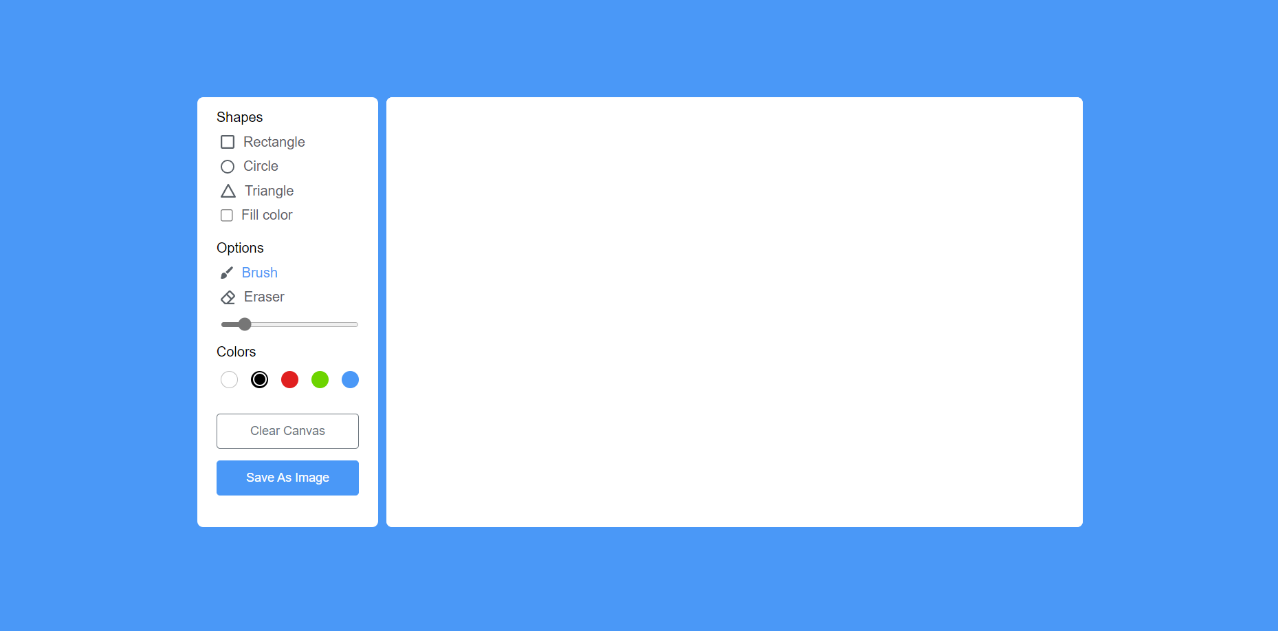 Shapes
Rectangle
Circle
Triangle
Fill color
Options
Brush
Eraser
Colors
Clear Canvas
Save As Image